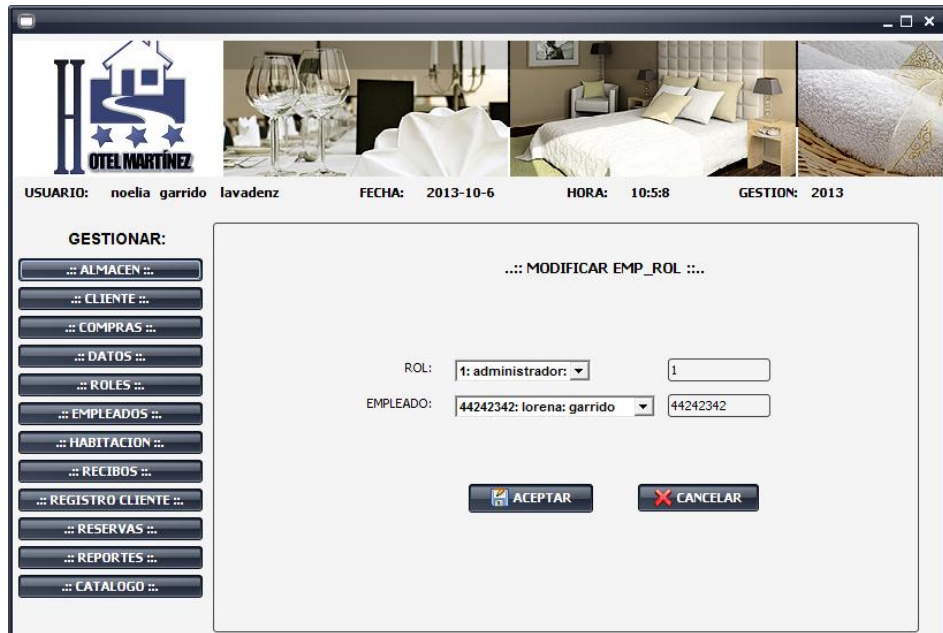 H
OTEL MARTÍNEZ
USUARIO: noelia garrido lavadenz FECHA: 2013-10-6 HORA: 10:5:8 GESTION: 2013
GESTIONAR:
.:: ALMACEN ::.
.:: CLIENTE ::.
.:: COMPRAS ::.
.:: DATOS ::.
.:: ROLES ::.
.:: EMPLEADOS ::.
.:: HABITACION ::.
.:: RECIBOS ::.
.:: REGISTRO CLIENTE ::.
.:: RESERVAS ::.
.:: REPORTES ::.
.:: CATALOGO ::.
..:: MODIFICAR EMP_ROL ::..
ROL: 1: administrador: 1
EMPLEADO: 44242342: lorena: garrido 44242342
ACEPTAR CANCELAR